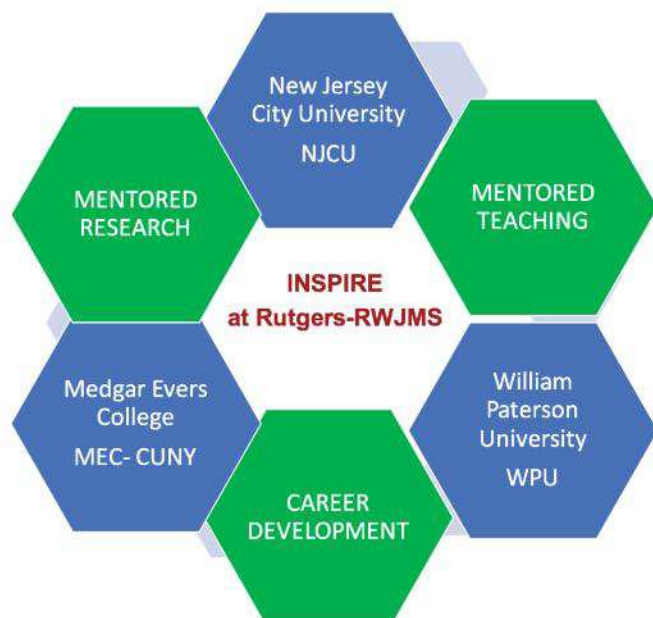 New Jersey
City University
NJCU
MENTORED
RESEARCH
MENTORED
TEACHING
INSPIRE
at Rutgers-RWJMS
Medgar Evers
College
MEC- CUNY
William
Paterson
University
WPU
CAREER
DEVELOPMENT